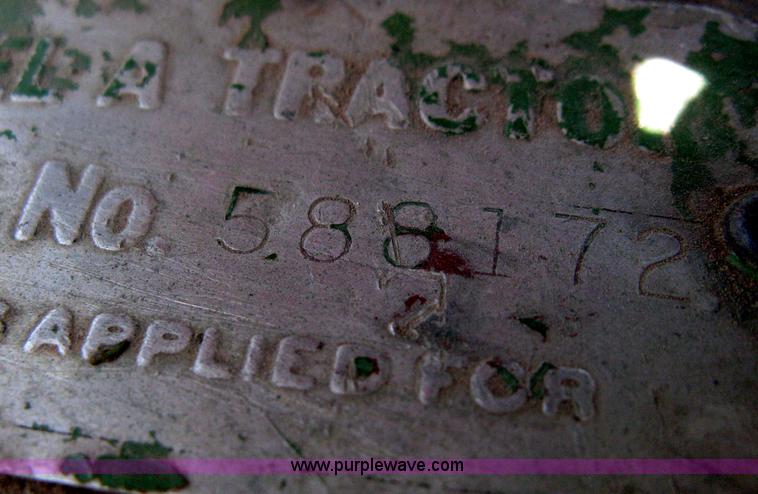 LA TRACTO
No. 588172
APPLIED FOR
www.purplewave.com